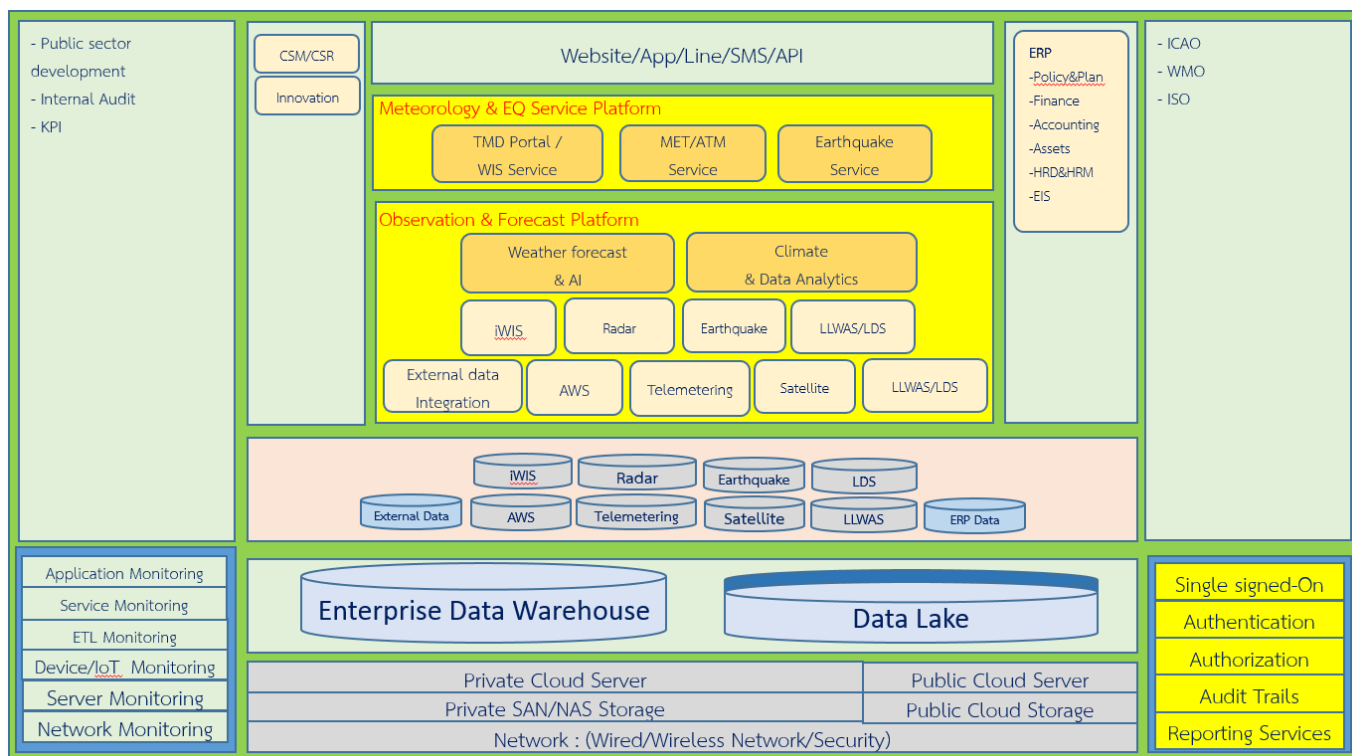 - Public sector
development
- Internal Audit
- KPI
CSM/CSR
Innovation
Website/App/Line/SMS/API
Meteorology & EQ Service Platform
TMD Portal /
WIS Service
MET/ATM
Service
Earthquake
Service
Observation & Forecast Platform
Weather forecast
& AI
Climate
& Data Analytics
iWIS
Radar
Earthquake
LLWAS/LDS
External data
Integration
AWS
Telemetering
Satellite
LLWAS/LDS
ERP
-Policy&Plan
-Finance
-Accounting
-Assets
-HRD&HRM
-EIS
- ICAO
- WMO
- ISO
iWIS
Radar
Earthquake
LDS
External Data
AWS
Telemetering
Satellite
LLWAS
ERP Data
Application Monitoring
Service Monitoring
ETL Monitoring
Device/IoT Monitoring
Server Monitoring
Network Monitoring
Enterprise Data Warehouse
Data Lake
Private Cloud Server
Public Cloud Server
Private SAN/NAS Storage
Public Cloud Storage
Network : (Wired/Wireless Network/Security)
Single signed-On
Authentication
Authorization
Audit Trails
Reporting Services